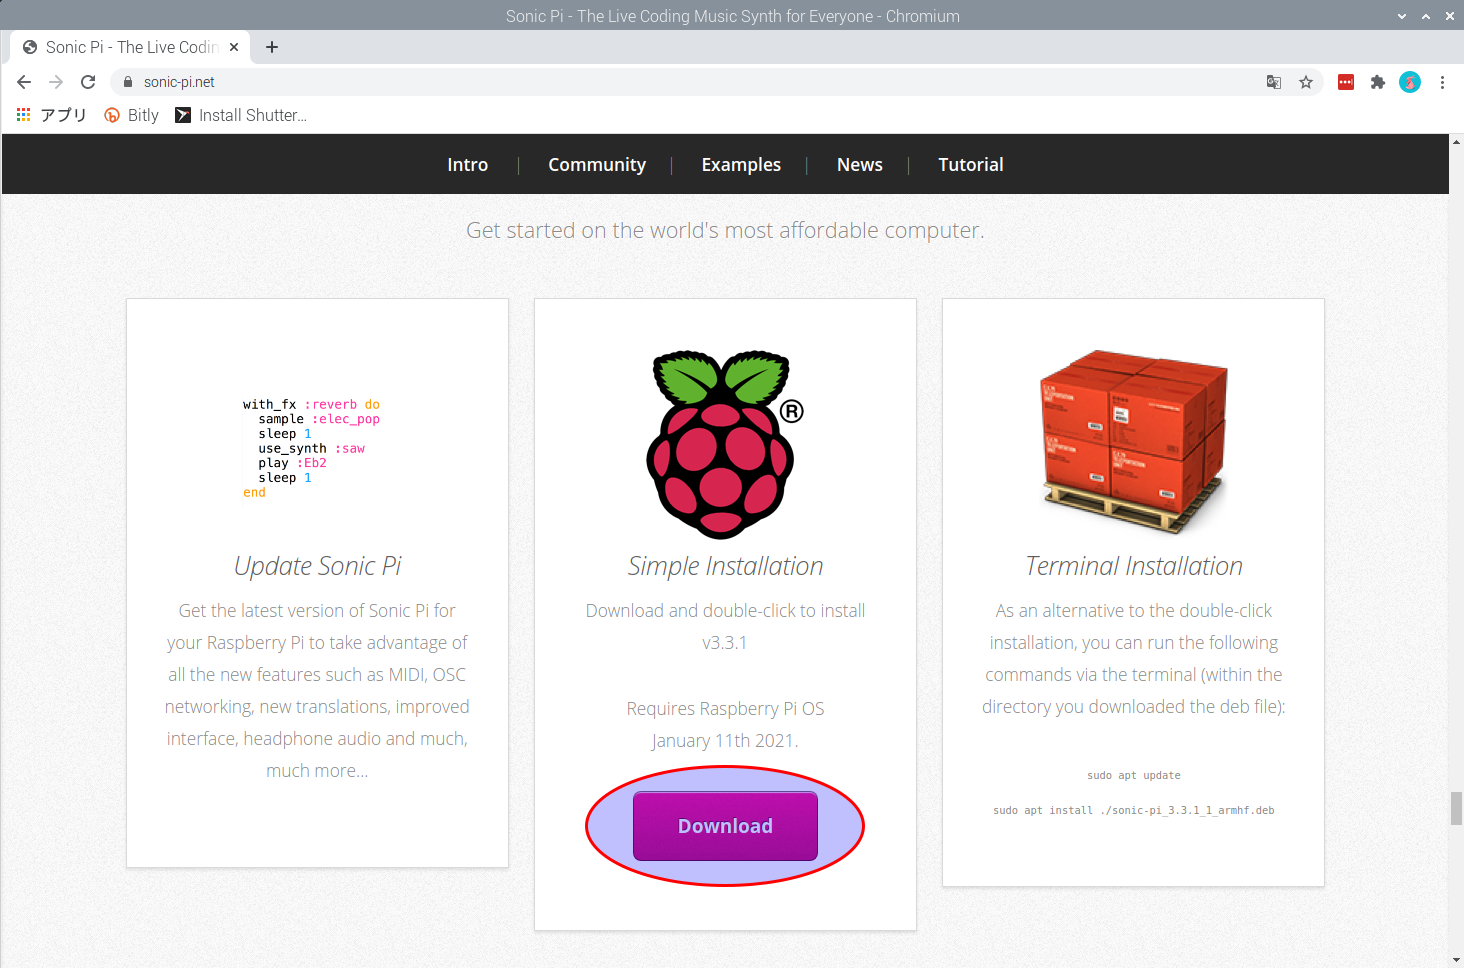 Sonic Pi - The Live Coding Music Synth for Everyone - Chromium
Sonic Pi - The Live Codin
sonic-pi.net
アプリ
Bitly
Install Shutter...
Intro | Community | Examples | News | Tutorial
Get started on the world's most affordable computer.
with_fx :reverb do
sample :elec_pop
sleep 1
use_synth :saw
play :Eb2
sleep 1
end
Update Sonic Pi
Get the latest version of Sonic Pi for
your Raspberry Pi to take advantage of
all the new features such as MIDI, OSC
networking, new translations, improved
interface, headphone audio and much,
much more...
®
Simple Installation
Download and double-click to install
v3.3.1
Requires Raspberry Pi OS
January 11th 2021.
Download
Terminal Installation
As an alternative to the double-click
installation, you can run the following
commands via the terminal (within the
directory you downloaded the deb file):
sudo apt update
sudo apt install ./sonic-pi_3.3.1_1_armhf.deb